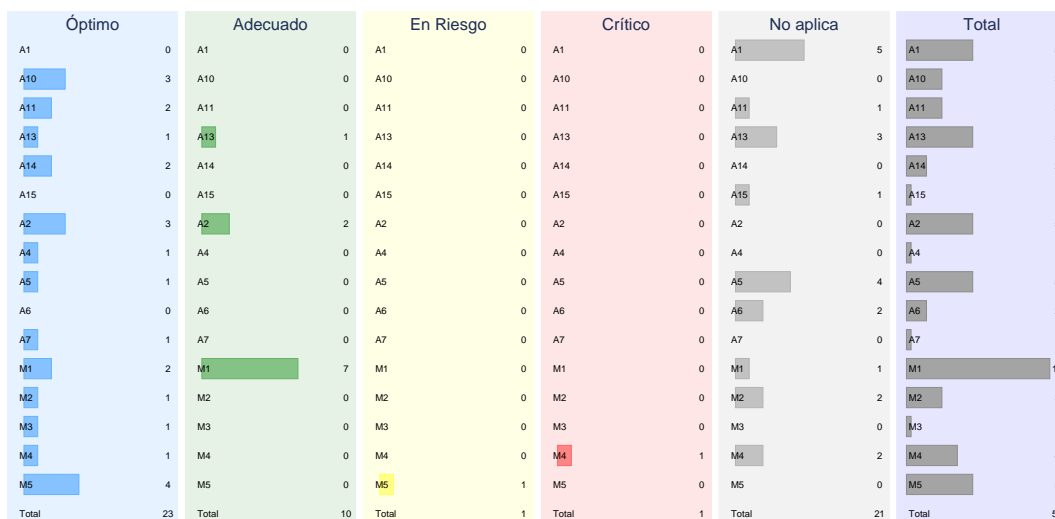 Óptimo Adecuado En Riesgo Crítico No aplica Total
A1 0 A1 0 A1 0 A1 0 A1 5 A1
A10 3 A10 0 A10 0 A10 0 A10 0 A10
A11 2 A11 0 A11 0 A11 0 A11 1 A11
A13 1 A13 1 A13 0 A13 0 A13 3 A13
A14 2 A14 0 A14 0 A14 0 A14 0 A14
A15 0 A15 0 A15 0 A15 0 A15 1 A15
A2 3 A2 2 A2 0 A2 0 A2 0 A2
A4 1 A4 0 A4 0 A4 0 A4 0 A4
A5 1 A5 0 A5 0 A5 0 A5 4 A5
A6 0 A6 0 A6 0 A6 0 A6 2 A6
A7 1 A7 0 A7 0 A7 0 A7 0 A7
M1 2 M1 7 M1 0 M1 0 M1 1 M1
M2 1 M2 0 M2 0 M2 0 M2 2 M2
M3 1 M3 0 M3 0 M3 0 M3 0 M3
M4 1 M4 0 M4 0 M4 1 M4 2 M4
M5 4 M5 0 M5 1 M5 0 M5 0 M5
Total 23 Total 10 Total 1 Total 1 Total 21 Total